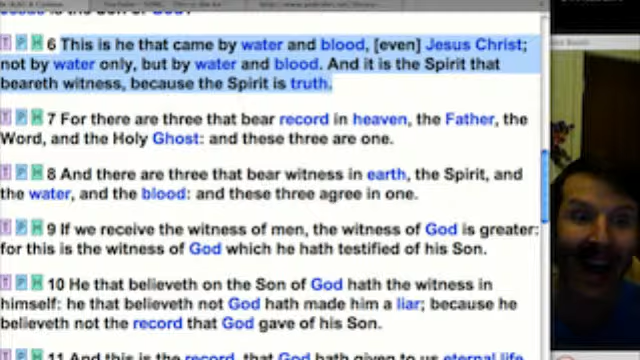 Jesus is the Son of God?
T P H 6 This is he that came by water and blood, [even] Jesus Christ;
not by water only, but by water and blood. And it is the Spirit that
beareth witness, because the Spirit is truth.
T P H 7 For there are three that bear record in heaven, the Father, the
Word, and the Holy Ghost: and these three are one.
T P H 8 And there are three that bear witness in earth, the Spirit, and
the water, and the blood: and these three agree in one.
T P H 9 If we receive the witness of men, the witness of God is greater:
for this is the witness of God which he hath testified of his Son.
T P H 10 He that believeth on the Son of God hath the witness in
himself: he that believeth not God hath made him a liar; because he
believeth not the record that God gave of his Son.
T P H 11 And this is the record, that God hath given to us eternal life,